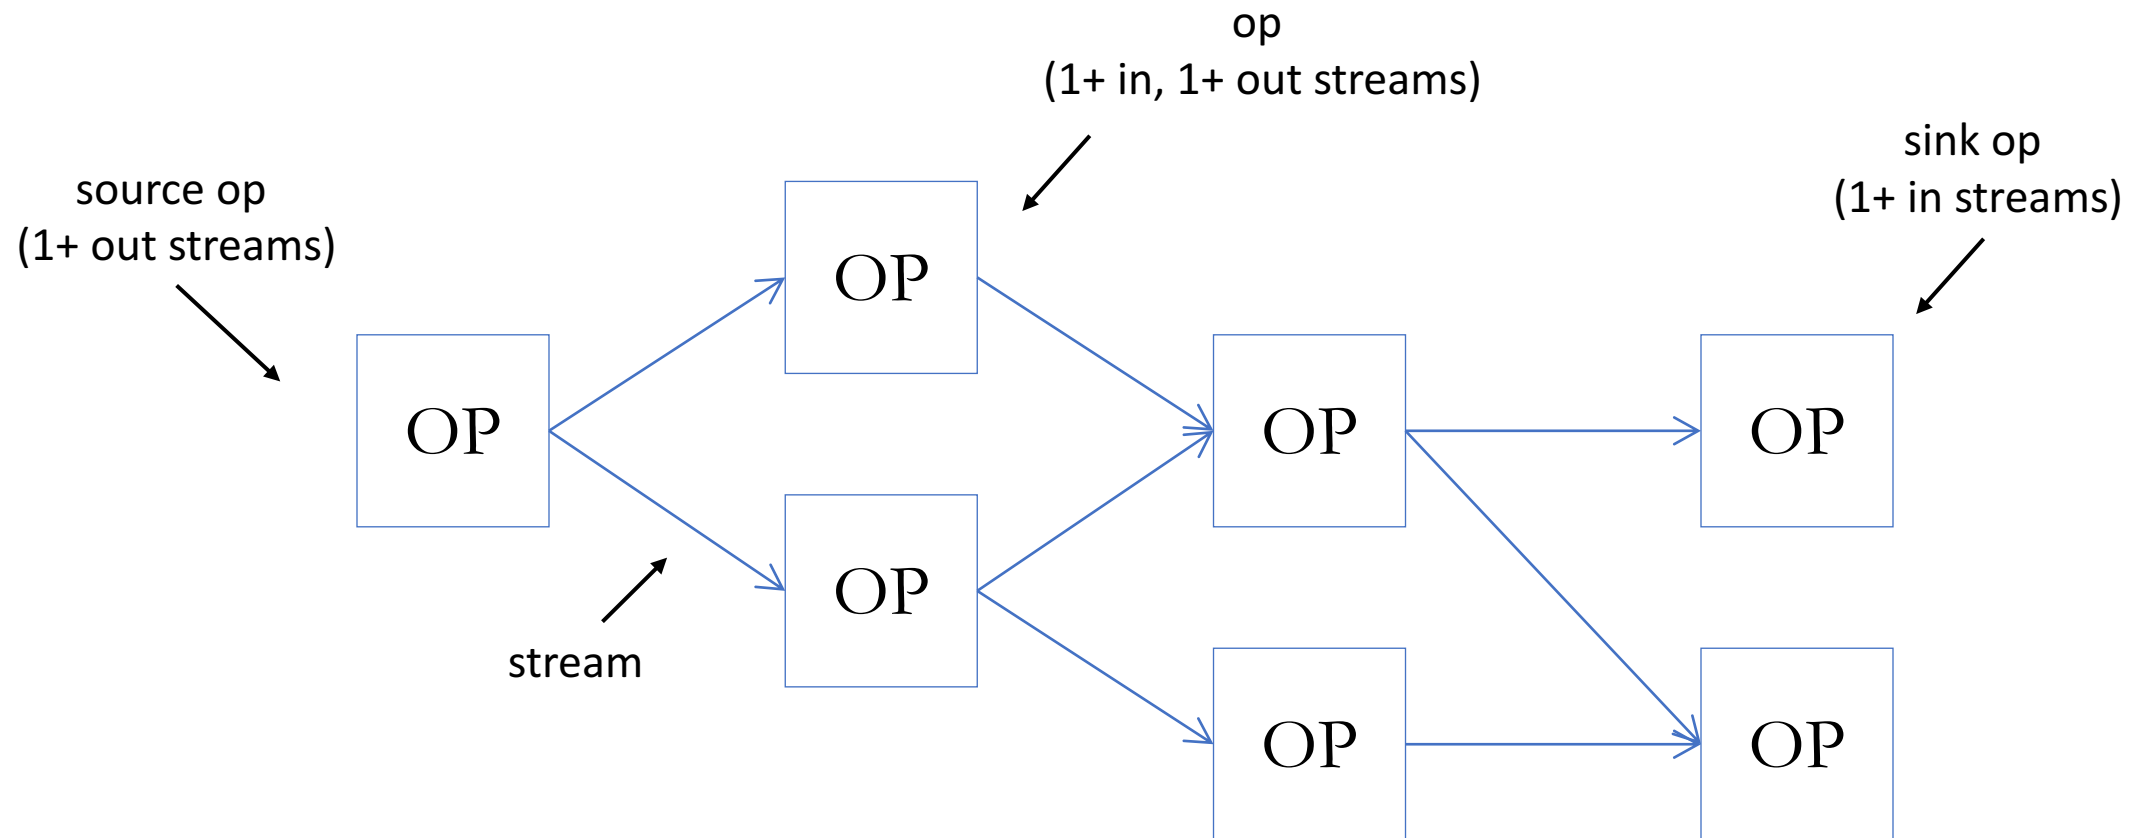 op
(1+ in, 1+ out streams)
sink op
(1+ in streams)
source op
(1+ out streams)
OP
OP
OP
OP
OP
stream
OP
OP